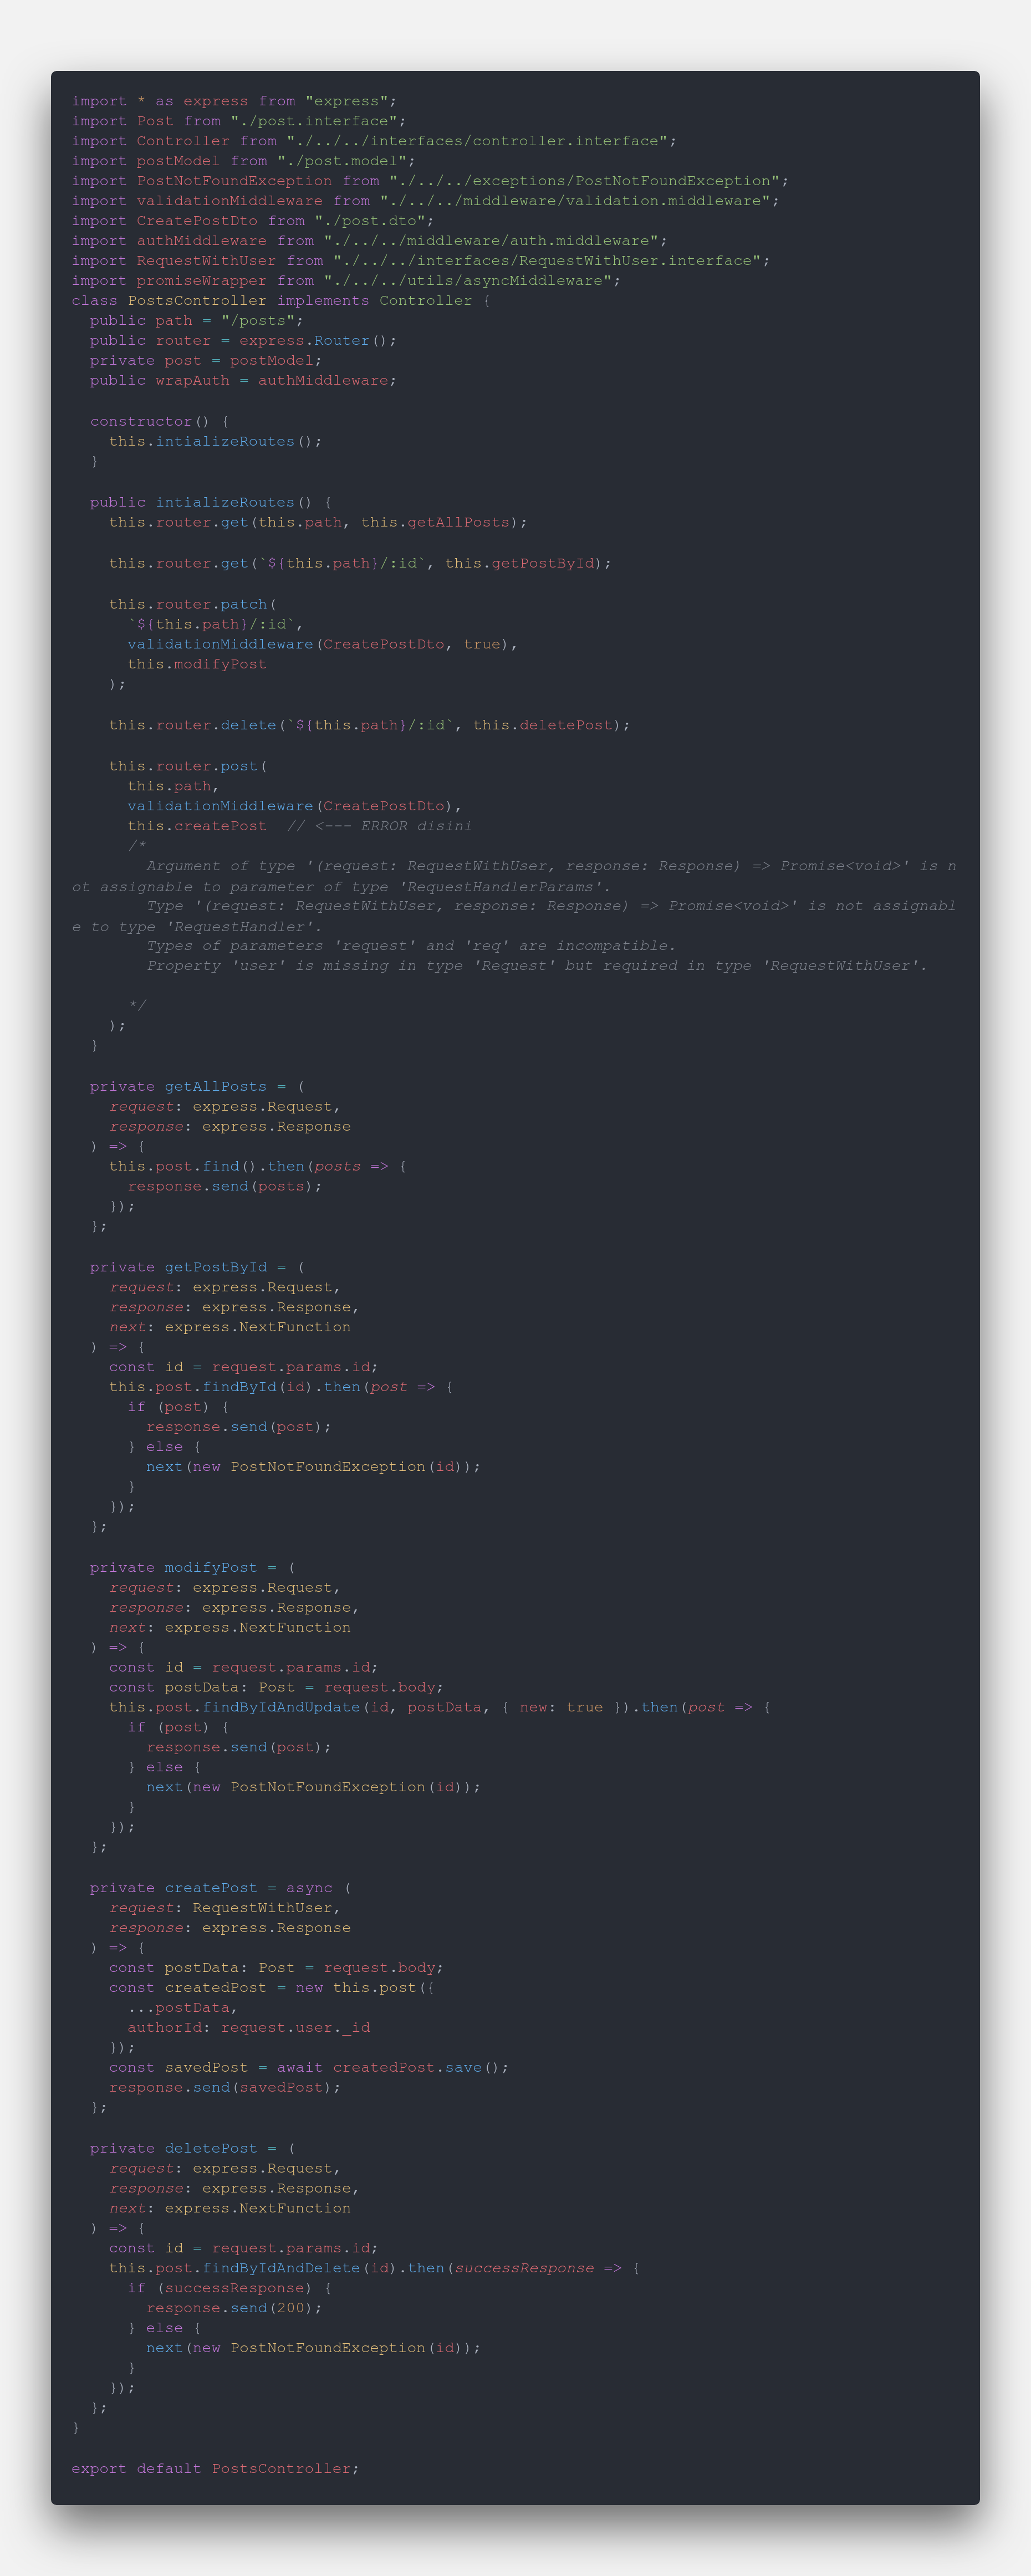 import * as express from "express";
import Post from "./post.interface";
import Controller from "./../../interfaces/controller.interface";
import postModel from "./post.model";
import PostNotFoundException from "./../../exceptions/PostNotFoundException";
import validationMiddleware from "./../../middleware/validation.middleware";
import CreatePostDto from "./post.dto";
import authMiddleware from "./../../middleware/auth.middleware";
import RequestWithUser from "./../../interfaces/RequestWithUser.interface";
import promiseWrapper from "./../../utils/asyncMiddleware";
class PostsController implements Controller {
  public path = "/posts";
  public router = express.Router();
  private post = postModel;
  public wrapAuth = authMiddleware;

  constructor() {
    this.intializeRoutes();
  }

  public intializeRoutes() {
    this.router.get(this.path, this.getAllPosts);

    this.router.get(`${this.path}/:id`, this.getPostById);

    this.router.patch(
      `${this.path}/:id`,
      validationMiddleware(CreatePostDto, true),
      this.modifyPost
    );

    this.router.delete(`${this.path}/:id`, this.deletePost);

    this.router.post(
      this.path,
      validationMiddleware(CreatePostDto),
      this.createPost  // <--- ERROR disini
      /*
        Argument of type '(request: RequestWithUser, response: Response) => Promise<void>' is n
ot assignable to parameter of type 'RequestHandlerParams'.
        Type '(request: RequestWithUser, response: Response) => Promise<void>' is not assignabl
e to type 'RequestHandler'.
        Types of parameters 'request' and 'req' are incompatible.
        Property 'user' is missing in type 'Request' but required in type 'RequestWithUser'.

      */
    );
  }

  private getAllPosts = (
    request: express.Request,
    response: express.Response
  ) => {
    this.post.find().then(posts => {
      response.send(posts);
    });
  };

  private getPostById = (
    request: express.Request,
    response: express.Response,
    next: express.NextFunction
  ) => {
    const id = request.params.id;
    this.post.findById(id).then(post => {
      if (post) {
        response.send(post);
      } else {
        next(new PostNotFoundException(id));
      }
    });
  };

  private modifyPost = (
    request: express.Request,
    response: express.Response,
    next: express.NextFunction
  ) => {
    const id = request.params.id;
    const postData: Post = request.body;
    this.post.findByIdAndUpdate(id, postData, { new: true }).then(post => {
      if (post) {
        response.send(post);
      } else {
        next(new PostNotFoundException(id));
      }
    });
  };

  private createPost = async (
    request: RequestWithUser,
    response: express.Response
  ) => {
    const postData: Post = request.body;
    const createdPost = new this.post({
      ...postData,
      authorId: request.user._id
    });
    const savedPost = await createdPost.save();
    response.send(savedPost);
  };

  private deletePost = (
    request: express.Request,
    response: express.Response,
    next: express.NextFunction
  ) => {
    const id = request.params.id;
    this.post.findByIdAndDelete(id).then(successResponse => {
      if (successResponse) {
        response.send(200);
      } else {
        next(new PostNotFoundException(id));
      }
    });
  };
}

export default PostsController;